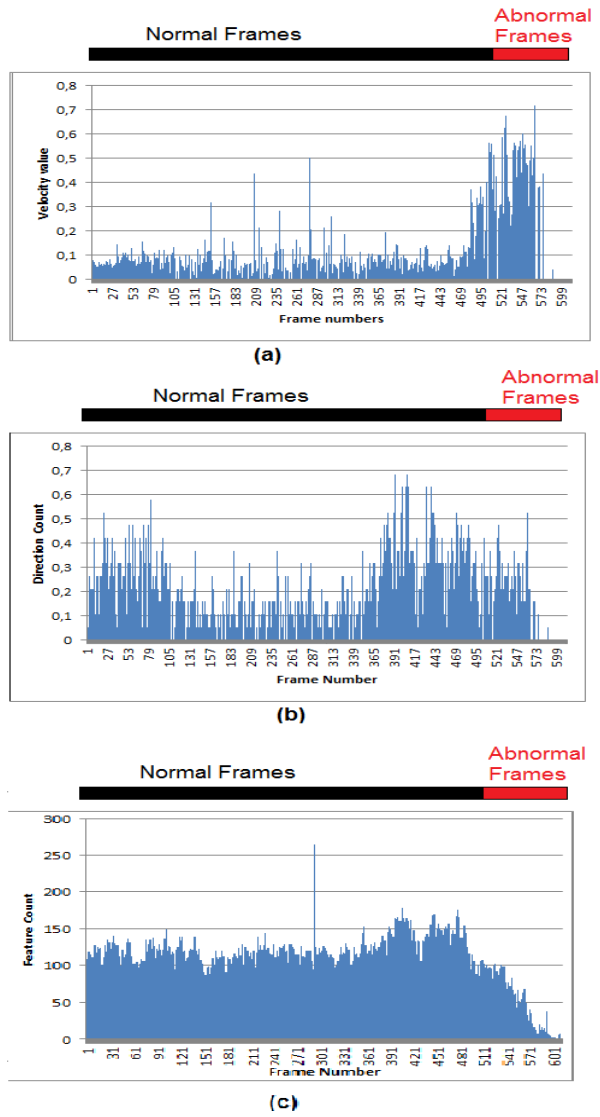 Normal Frames
Abnormal
Frames
0,8
0,7
0,6
0,5
0,4
0,3
0,2
0,1
0
Velocity value
1 27 53 79 105 131 157 183 209 235 261 287 313 339 365 391 417 443 469 495 521 547 573 599
Frame numbers
(a)
Normal Frames
Abnormal
Frames
0,8
0,7
0,6
0,5
0,4
0,3
0,2
0,1
0
Direction Count
1 27 53 79 105 131 157 183 209 235 261 287 313 339 365 391 417 443 469 495 521 547 573 599
Frame Number
(b)
Normal Frames
Abnormal
Frames
300
250
200
150
100
50
0
Feature Count
1 31 61 91 121 151 181 211 241 271 301 331 361 391 421 451 481 511 541 571 601
Frame Number
(c)